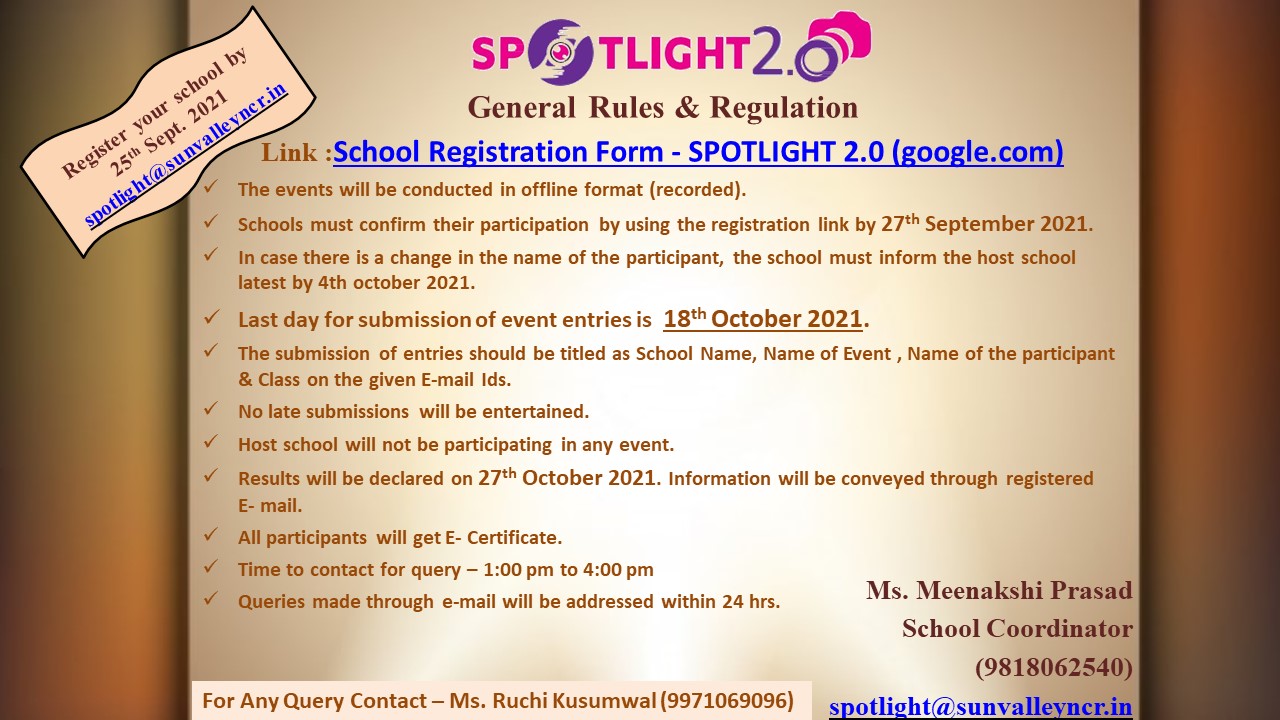 Register your school by
25th Sept. 2021
spotlight@sunvalleyncr.in
SPOTLIGHT 2.0
General Rules & Regulation
Link :School Registration Form - SPOTLIGHT 2.0 (google.com)
✓ The events will be conducted in offline format (recorded).
✓ Schools must confirm their participation by using the registration link by 27th September 2021.
✓ In case there is a change in the name of the participant, the school must inform the host school
latest by 4th october 2021.
✓ Last day for submission of event entries is 18th October 2021.
✓ The submission of entries should be titled as School Name, Name of Event , Name of the participant
& Class on the given E-mail Ids.
✓ No late submissions will be entertained.
✓ Host school will not be participating in any event.
✓ Results will be declared on 27th October 2021. Information will be conveyed through registered
E- mail.
✓ All participants will get E- Certificate.
✓ Time to contact for query – 1:00 pm to 4:00 pm
✓ Queries made through e-mail will be addressed within 24 hrs.
Ms. Meenakshi Prasad
School Coordinator
(9818062540)
spotlight@sunvalleyncr.in
For Any Query Contact – Ms. Ruchi Kusumwal (9971069096)